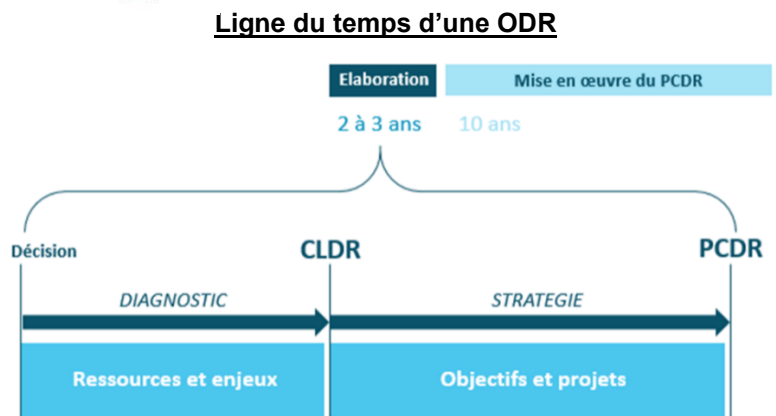 Ligne du temps d’une ODR
Elaboration Mise en œuvre du PCDR
2 à 3 ans 10 ans
Décision CLDR PCDR
DIAGNOSTIC STRATEGIE
Ressources et enjeux Objectifs et projets